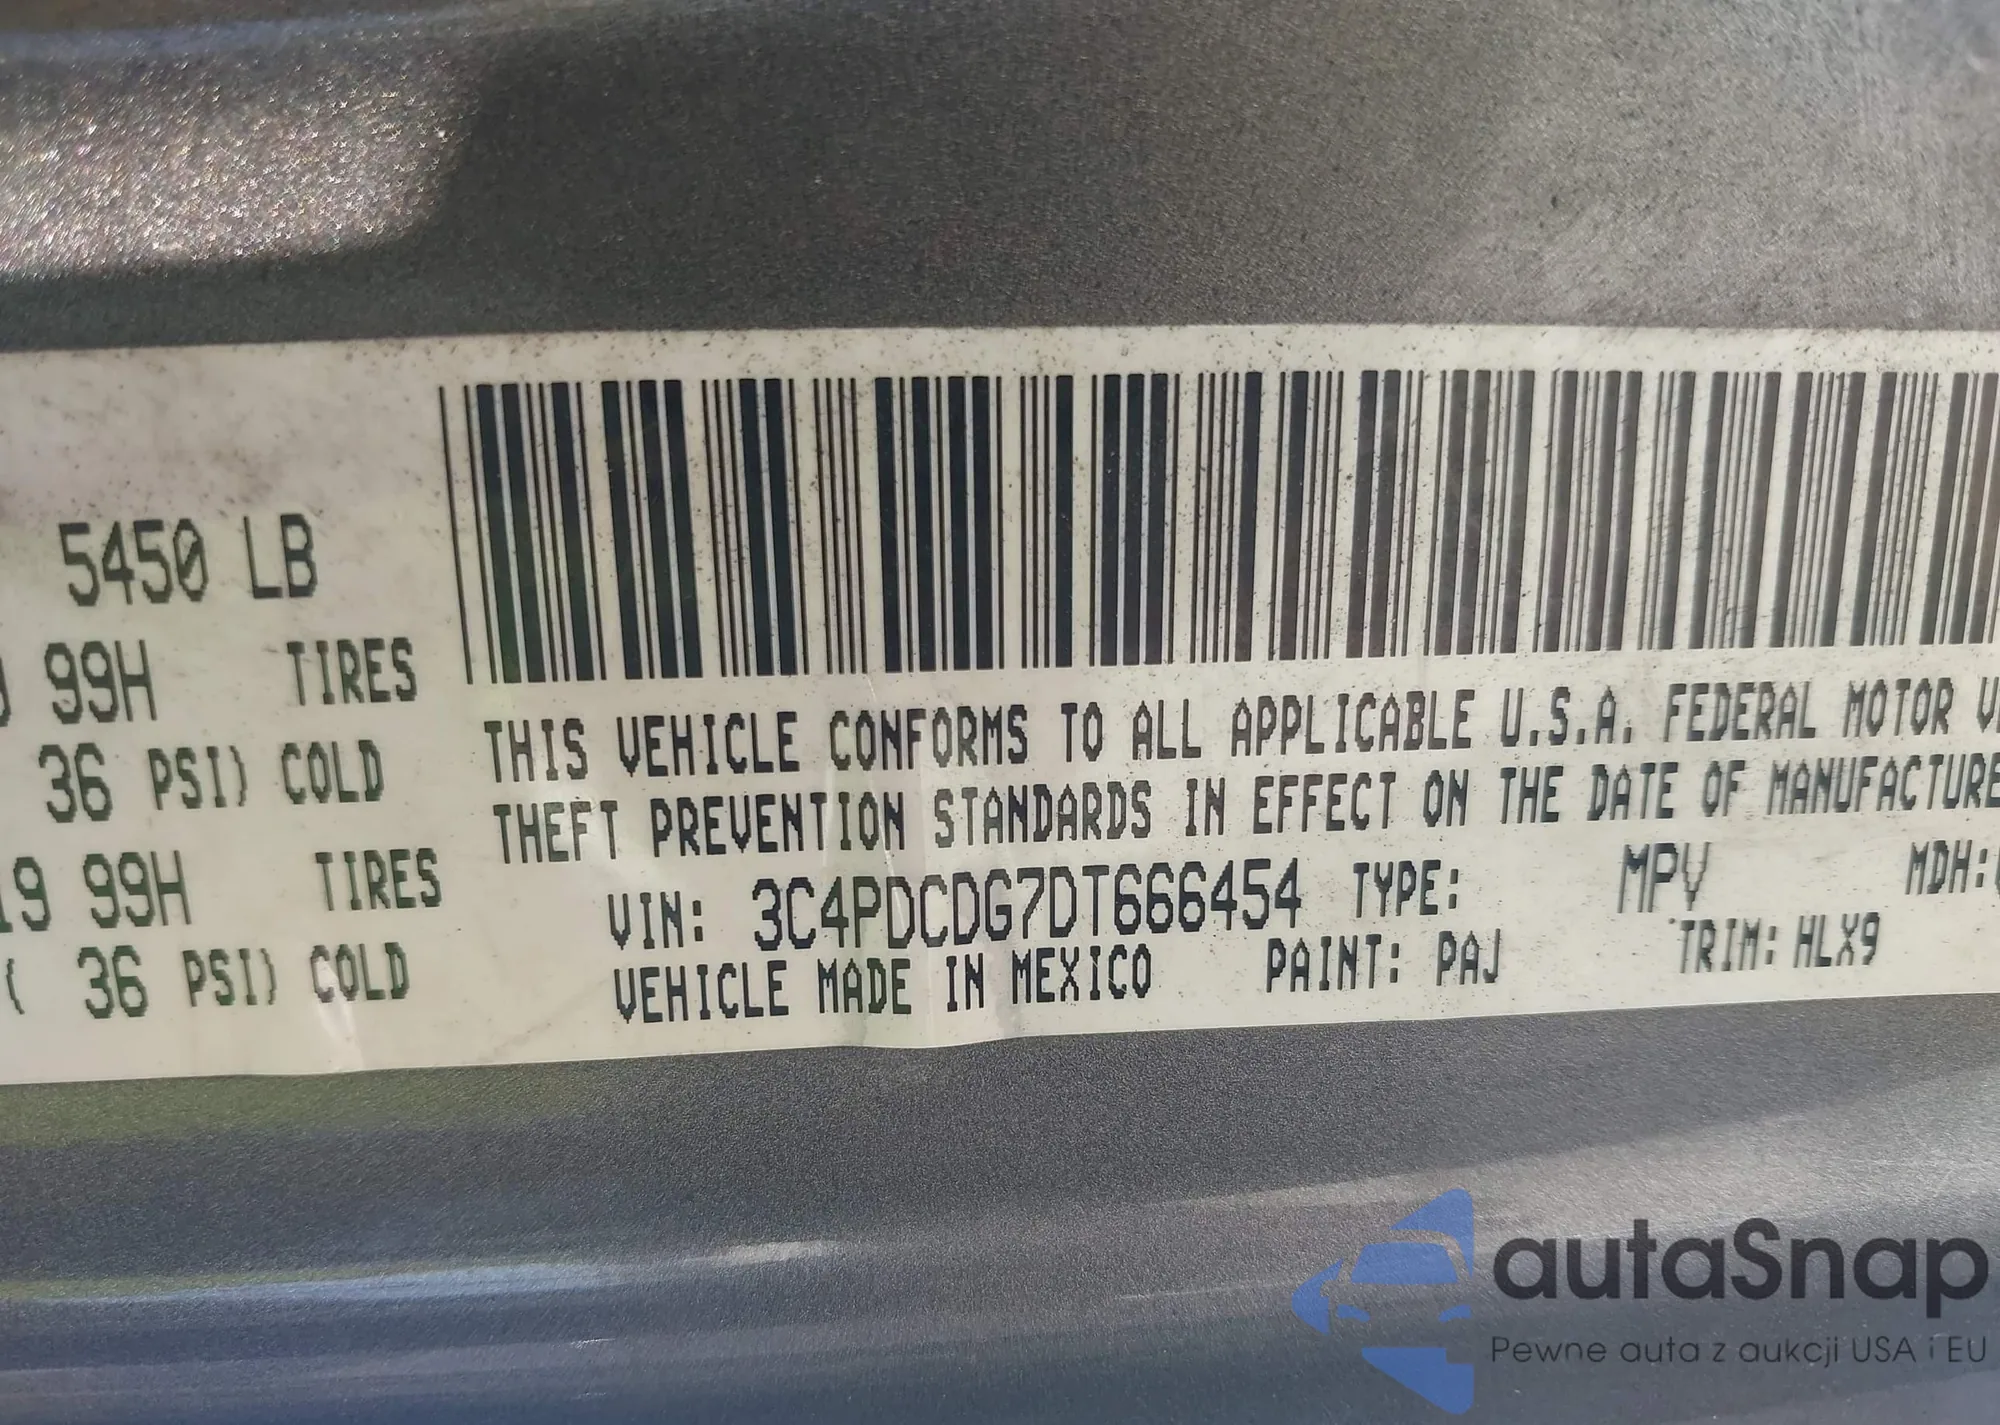 5450 LB
99H TIRES
36 PSI) COLD
19 99H TIRES
( 36 PSI) COLD
THIS VEHICLE CONFORMS TO ALL APPLICABLE U.S.A. FEDERAL MOTOR
THEFT PREVENTION STANDARDS IN EFFECT ON THE DATE OF MANUFACTURE
VIN: 3C4PDCDG7DT666454 TYPE: MPV MDH:
VEHICLE MADE IN MEXICO PAINT: PAJ TRIM: HLX9
autaSnap
Pewne auta z aukcji USA i EU